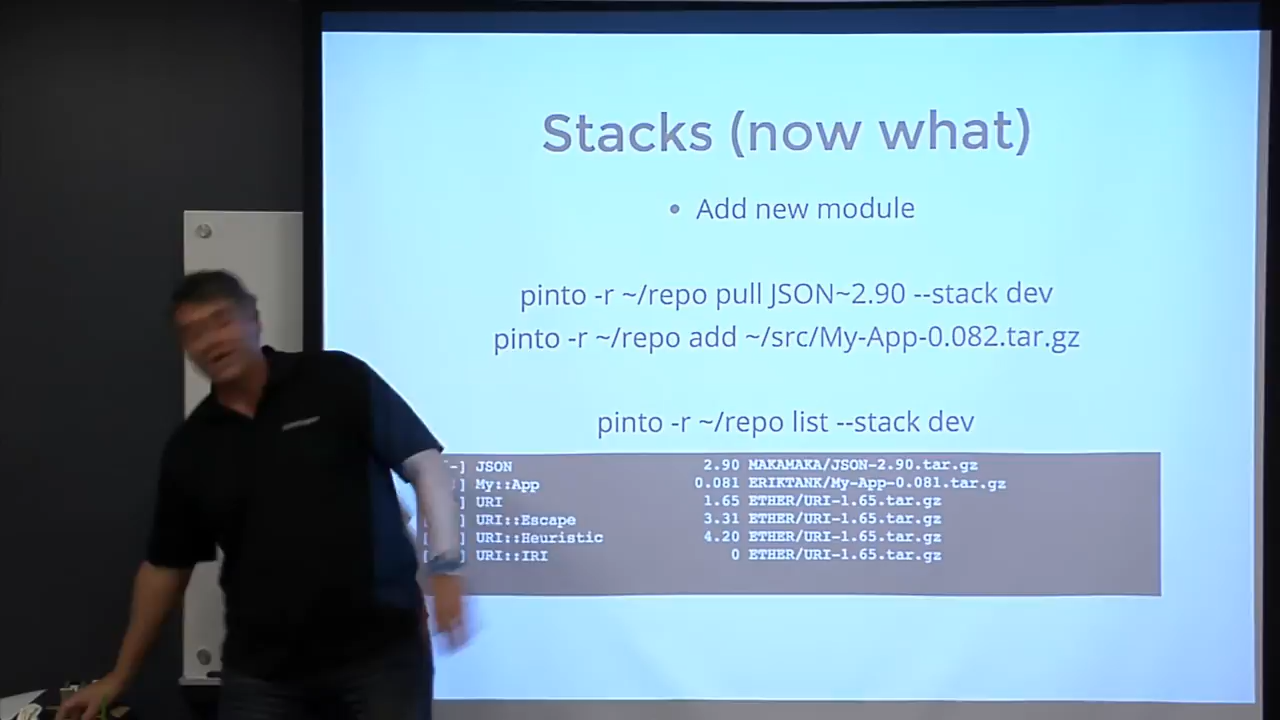 Stacks (now what)
• Add new module
pinto -r ~/repo pull JSON~2.90 --stack dev
pinto -r ~/repo add ~/src/My-App-0.082.tar.gz
pinto -r ~/repo list --stack dev
-] JSON 2.90 MAKAMAKA/JSON-2.90.tar.gz
] My::App 0.081 ERIKTANK/My-App-0.081.tar.gz
] URI 1.65 ETHER/URI-1.65.tar.gz
] URI::Escape 3.31 ETHER/URI-1.65.tar.gz
] URI::Heuristic 4.20 ETHER/URI-1.65.tar.gz
] URI::IRI 0 ETHER/URI-1.65.tar.gz